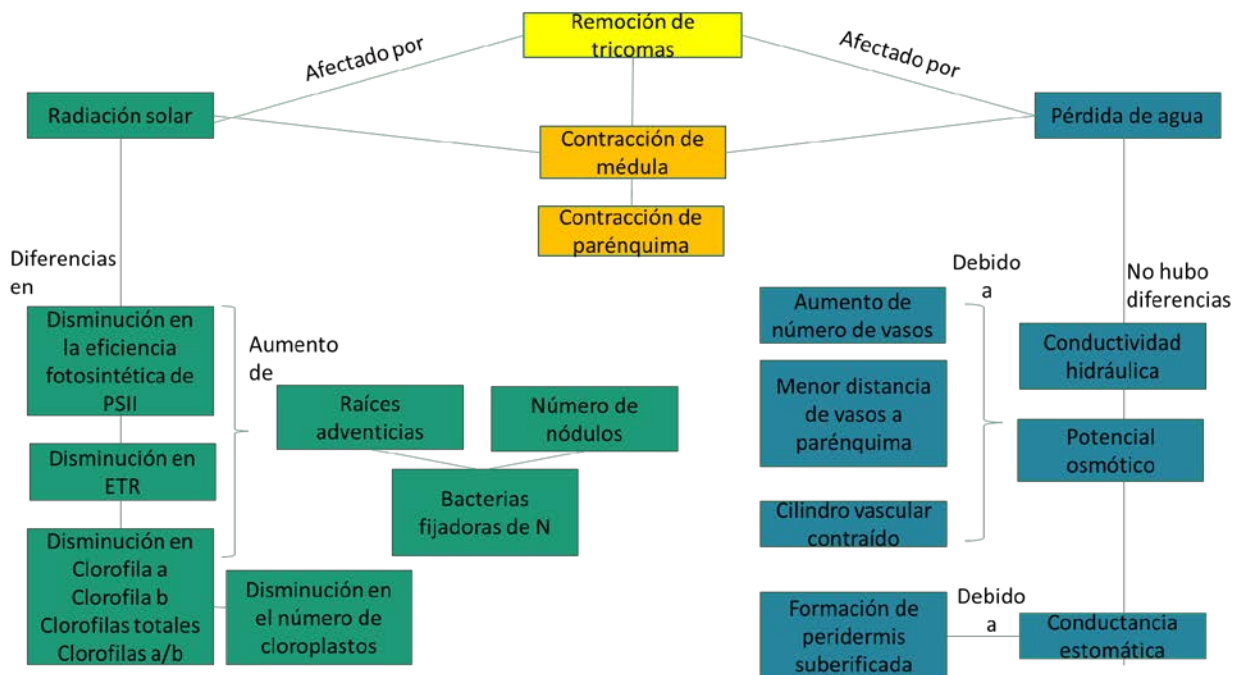 Remoción de
tricomas
Afectado por
Afectado por
Radiación solar
Pérdida de agua
Contracción de
médula
Contracción de
parénquima
Diferencias
en
Disminución en
la eficiencia
fotosintética de
PSII
Disminución en
ETR
Disminución en
Clorofila a
Clorofila b
Clorofilas totales
Clorofilas a/b
Aumento
de
Raíces
adventicias
Número de
nódulos
Bacterias
fijadoras de N
Disminución en
el número de
cloroplastos
Debido
a
No hubo
diferencias
Aumento de
número de vasos
Menor distancia
de vasos a
parénquima
Cilindro vascular
contraído
Conductividad
hidráulica
Potencial
osmótico
Formación de
peridermis
suberificada
Debido
a
Conductancia
estomática